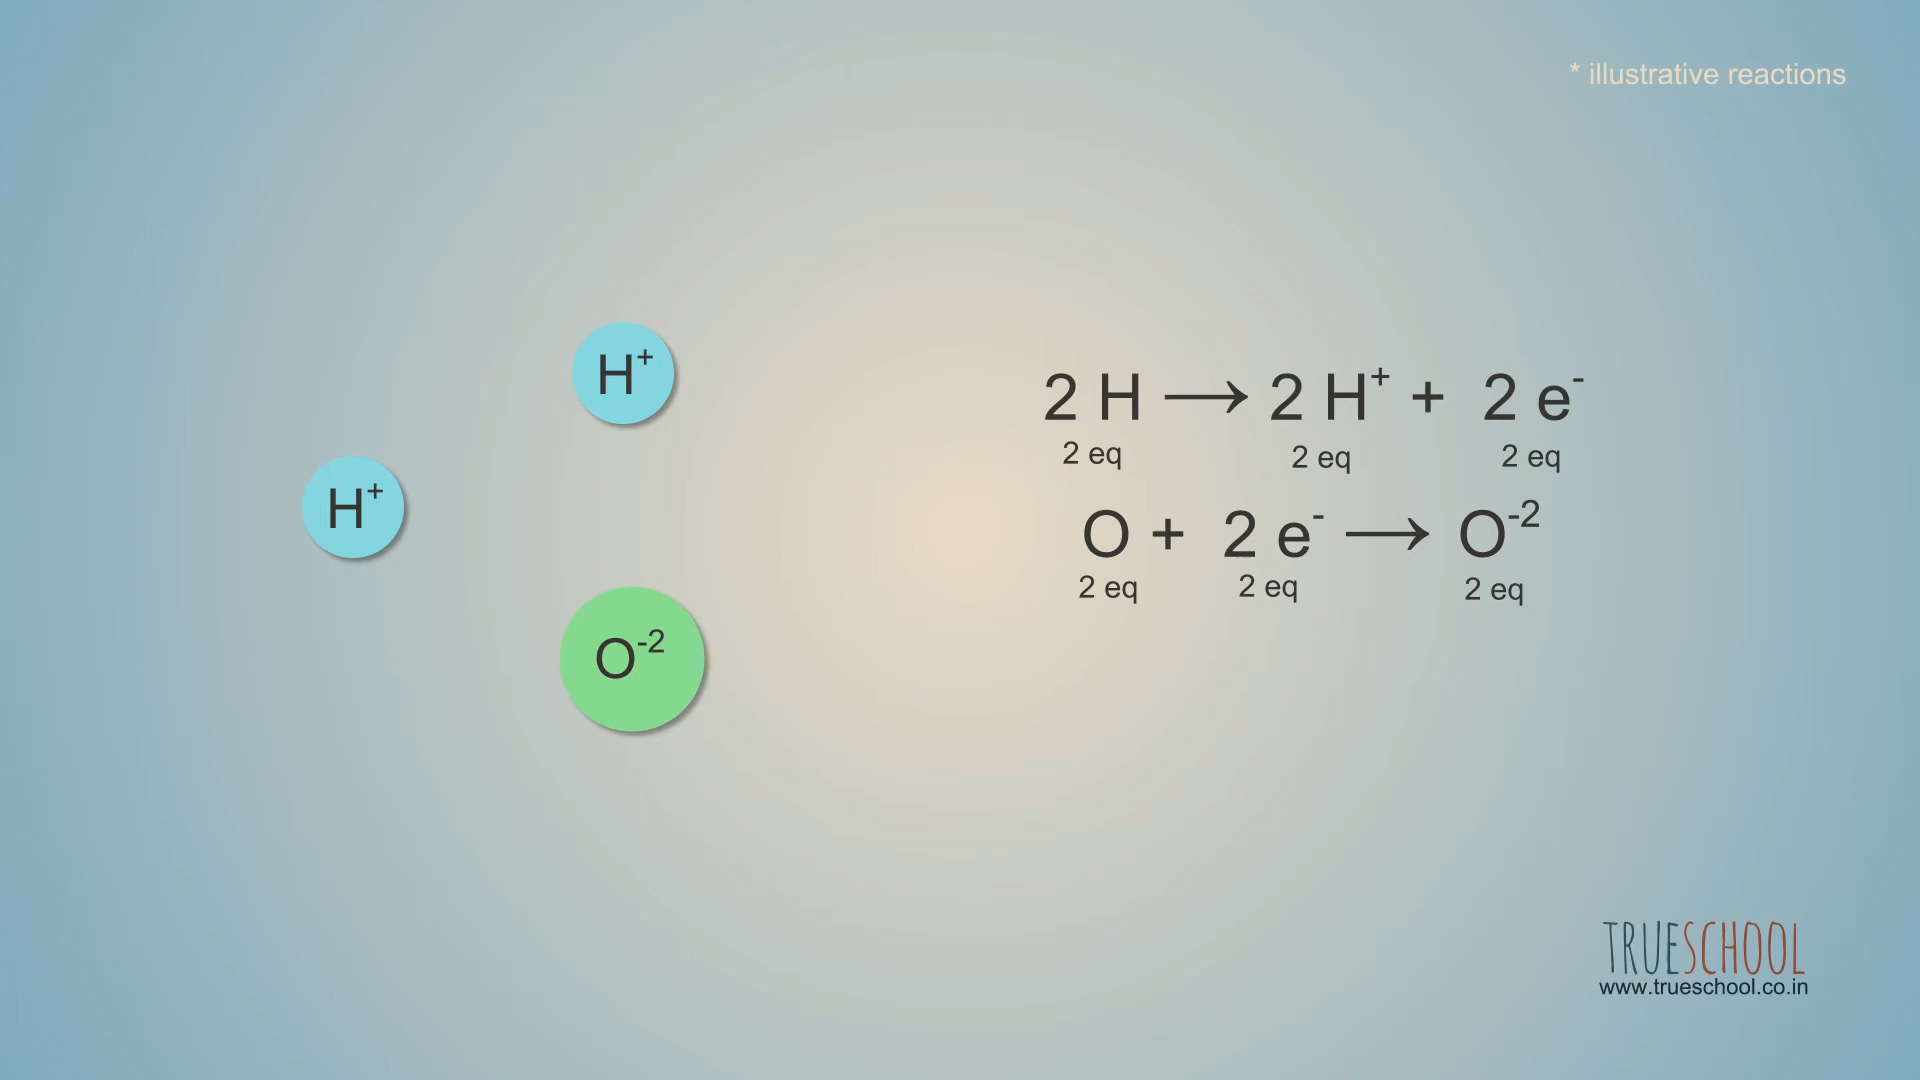 * illustrative reactions
H⁺
2 H ⟶ 2 H⁺ + 2 e⁻
2 eq 2 eq 2 eq
H⁺
O + 2 e⁻ ⟶ O⁻²
2 eq 2 eq 2 eq
O⁻²
TRUESCHOOL
www.trueschool.co.in